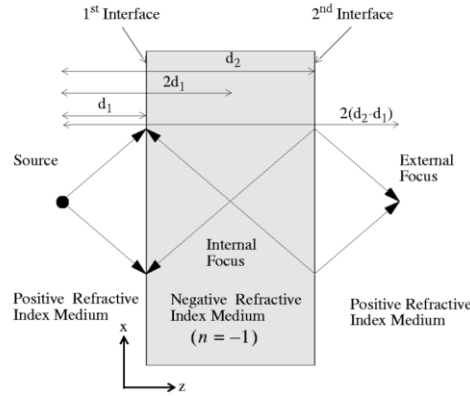 1st Interface
2nd Interface
d2
2d1
d1
2(d2-d1)
Source
External
Focus
Internal
Focus
Positive Refractive
Index Medium
Negative Refractive
Index Medium
(n = −1)
Positive Refractive
Index Medium
x
z